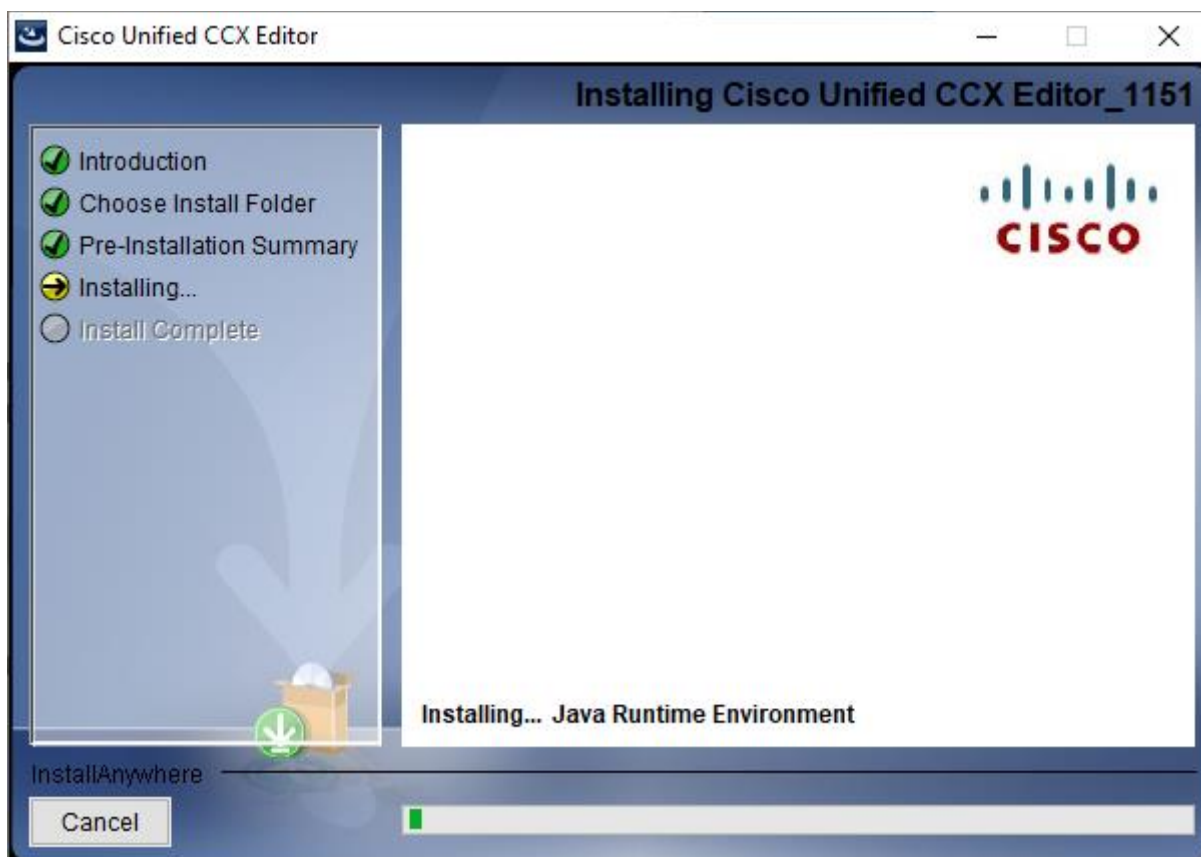 Cisco Unified CCX Editor
Installing Cisco Unified CCX Editor_1151
Introduction
Choose Install Folder
Pre-Installation Summary
Installing...
Install Complete
CISCO
Installing... Java Runtime Environment
InstallAnywhere
Cancel